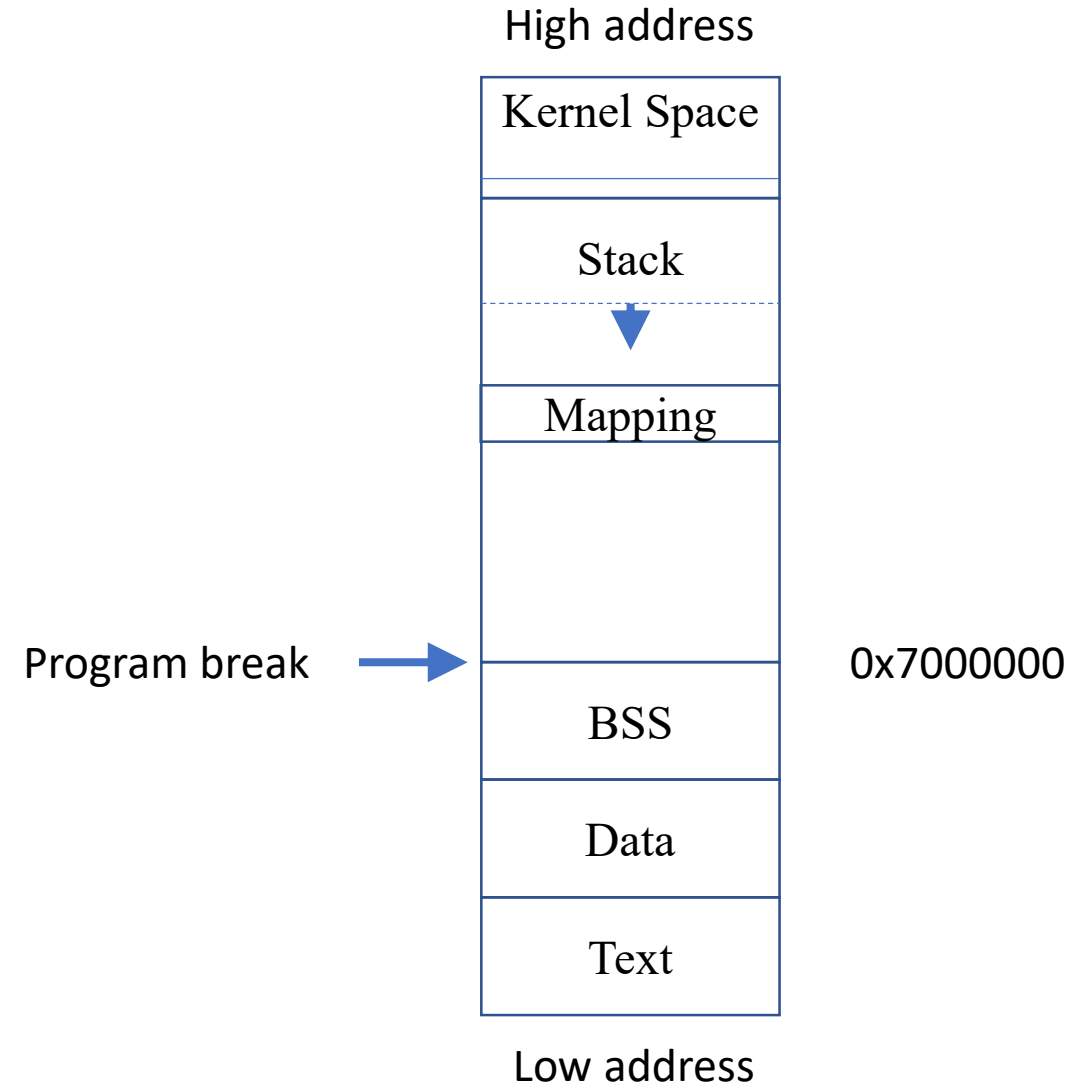 High address
Kernel Space
Stack
Mapping
Program break
0x7000000
BSS
Data
Text
Low address